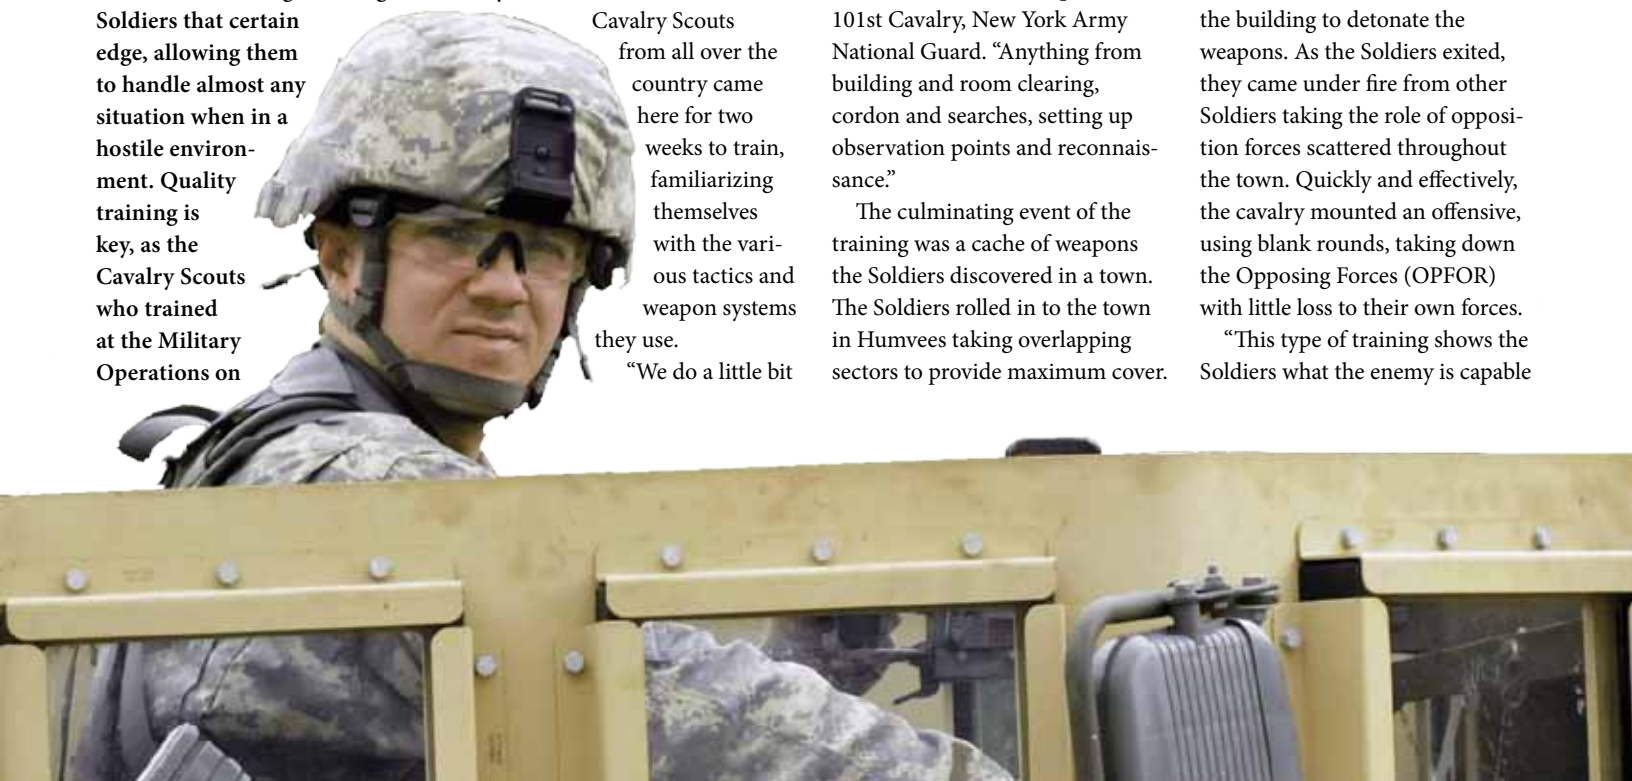 Soldiers that certain
edge, allowing them
to handle almost any
situation when in a
hostile environ-
ment. Quality
training is
key, as the
Cavalry Scouts
who trained
at the Military
Operations on
Cavalry Scouts
from all over the
country came
here for two
weeks to train,
familiarizing
themselves
with the vari-
ous tactics and
weapon systems
they use.
“We do a little bit
101st Cavalry, New York Army
National Guard. “Anything from
building and room clearing,
cordon and searches, setting up
observation points and reconnais-
sance.”
The culminating event of the
training was a cache of weapons
the Soldiers discovered in a town.
The Soldiers rolled in to the town
in Humvees taking overlapping
sectors to provide maximum cover.
the building to detonate the
weapons. As the Soldiers exited,
they came under fire from other
Soldiers taking the role of opposi-
tion forces scattered throughout
the town. Quickly and effectively,
the cavalry mounted an offensive,
using blank rounds, taking down
the Opposing Forces (OPFOR)
with little loss to their own forces.
“This type of training shows the
Soldiers what the enemy is capable